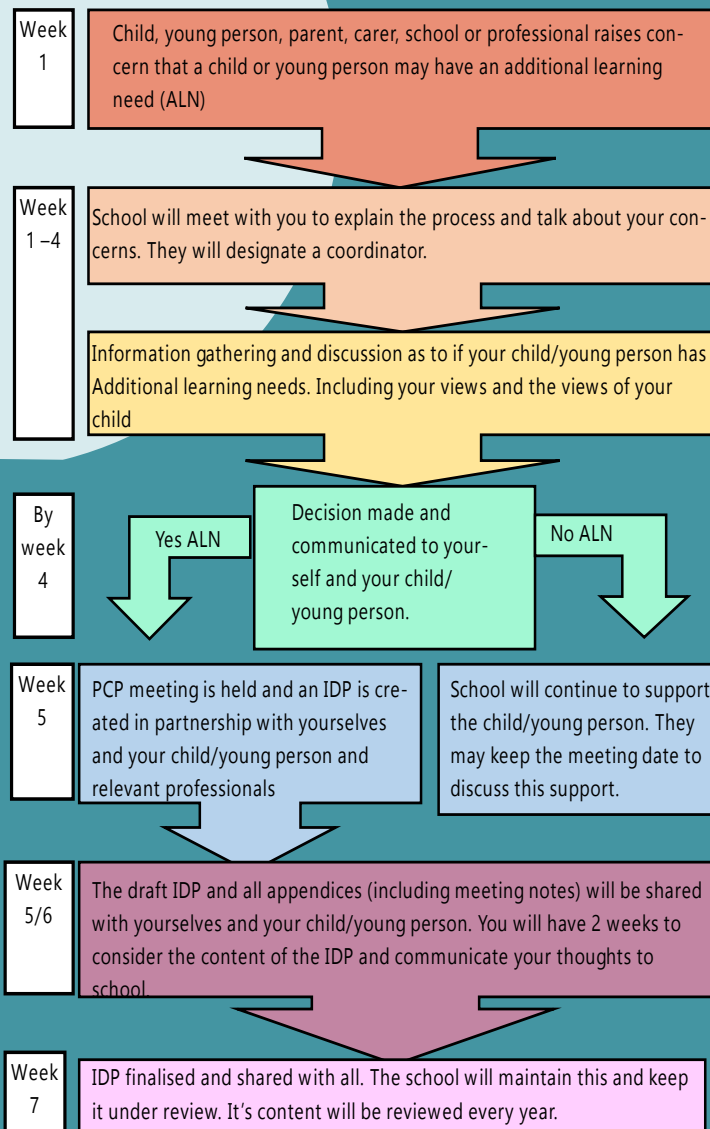 Week
1
Child, young person, parent, carer, school or professional raises con-
cern that a child or young person may have an additional learning
need (ALN)
Week
1 –4
School will meet with you to explain the process and talk about your con-
cerns. They will designate a coordinator.
Information gathering and discussion as to if your child/young person has
Additional learning needs. Including your views and the views of your
child
By
week
4
Yes ALN
Decision made and
communicated to your-
self and your child/
young person.
No ALN
Week
5
PCP meeting is held and an IDP is cre-
ated in partnership with yourselves
and your child/young person and
relevant professionals
School will continue to support
the child/young person. They
may keep the meeting date to
discuss this support.
Week
5/6
The draft IDP and all appendices (including meeting notes) will be shared
with yourselves and your child/young person. You will have 2 weeks to
consider the content of the IDP and communicate your thoughts to
school.
Week
7
IDP finalised and shared with all. The school will maintain this and keep
it under review. It’s content will be reviewed every year.